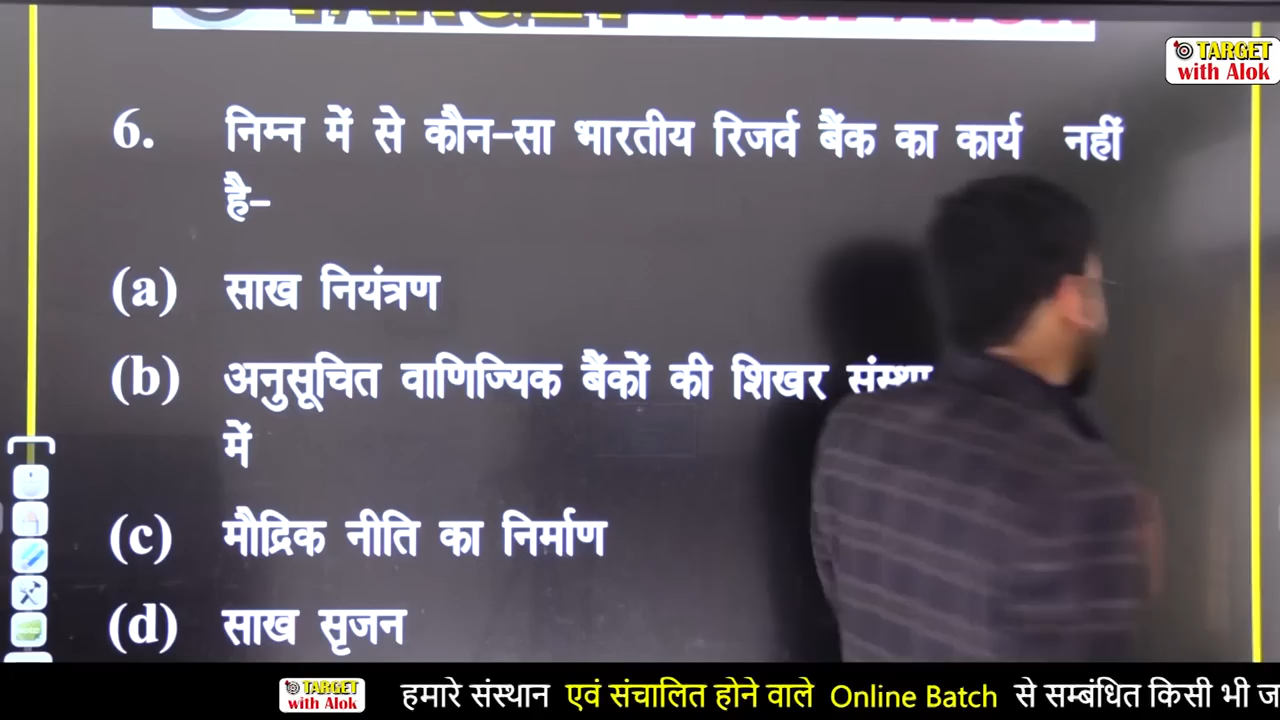 TARGET
with Alok
6. निम्न में से कौन-सा भारतीय रिजर्व बैंक का कार्य नहीं
है-
(a) साख नियंत्रण
(b) अनुसूचित वाणिज्यिक बैंकों की शिखर संस्था
में
(c) मौद्रिक नीति का निर्माण
(d) साख सृजन
TARGET
with Alok
हमारे संस्थान एवं संचालित होने वाले Online Batch से सम्बंधित किसी भी